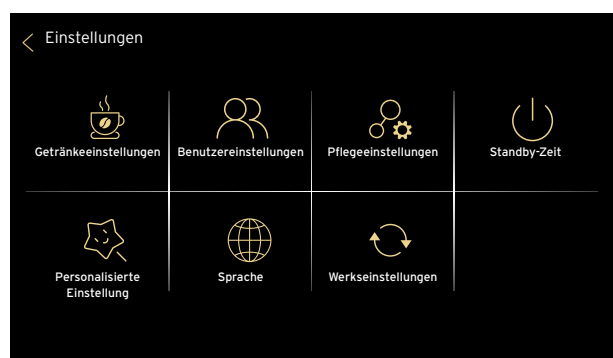 Einstellungen
Getränkeeinstellungen
Benutzereinstellungen
Pflegeeinstellungen
Standby-Zeit
Personalisierte
Einstellung
Sprache
Werkseinstellungen